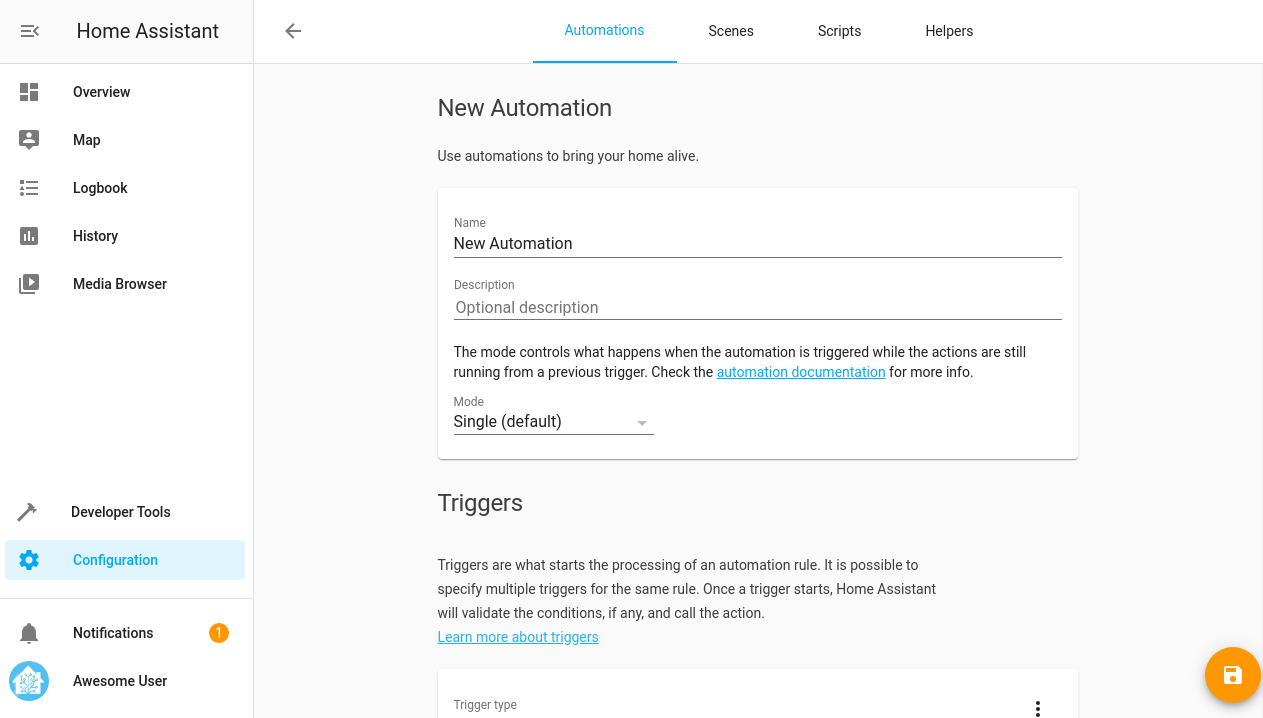 Home Assistant
Automations
Scenes
Scripts
Helpers
Overview
Map
Logbook
History
Media Browser
Developer Tools
Configuration
Notifications
1
Awesome User
New Automation
Use automations to bring your home alive.
Name
New Automation
Description
Optional description
The mode controls what happens when the automation is triggered while the actions are still
running from a previous trigger. Check the automation documentation for more info.
Mode
Single (default)
Triggers
Triggers are what starts the processing of an automation rule. It is possible to
specify multiple triggers for the same rule. Once a trigger starts, Home Assistant
will validate the conditions, if any, and call the action.
Learn more about triggers
Trigger type